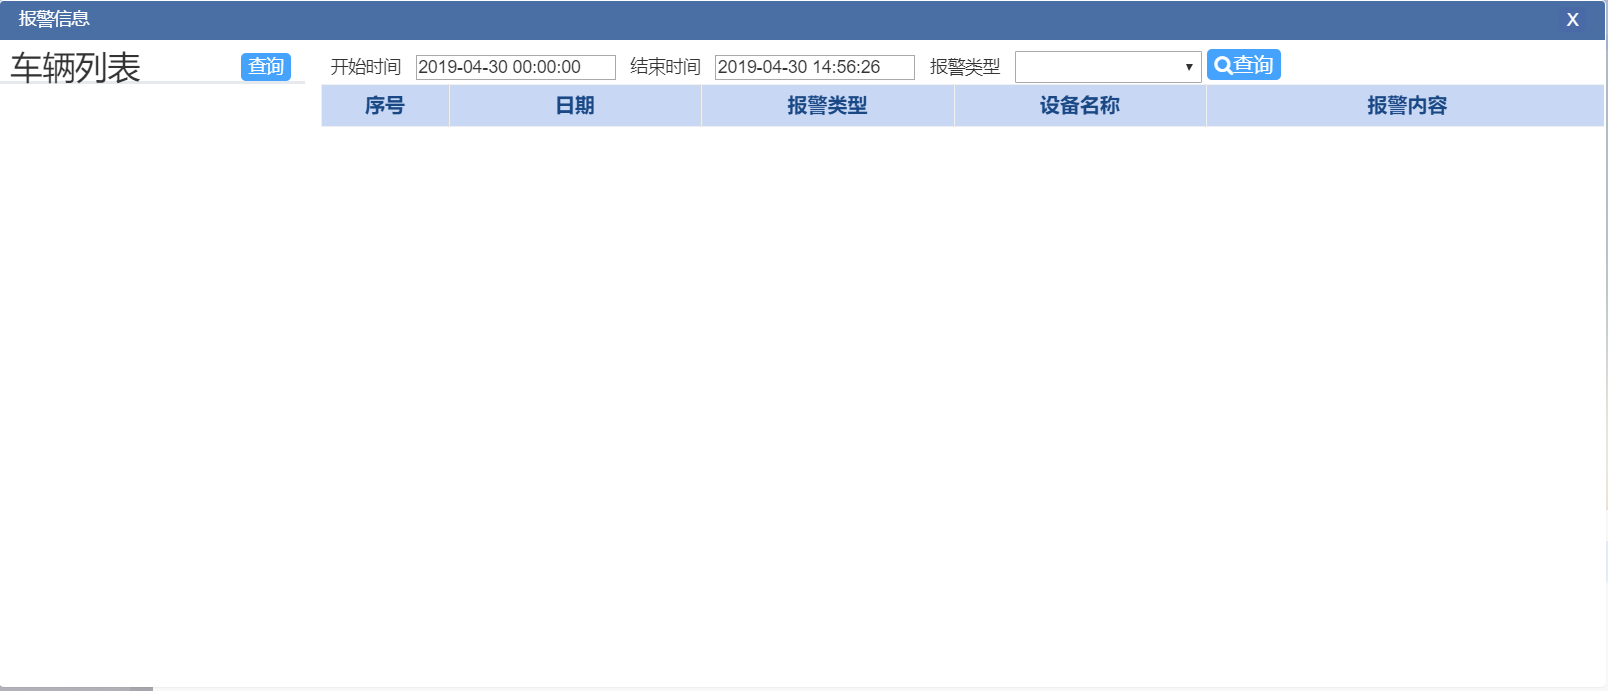 报警信息 X
车辆列表 查询 开始时间 2019-04-30 00:00:00 结束时间 2019-04-30 14:56:26 报警类型 查询
序号 日期 报警类型 设备名称 报警内容